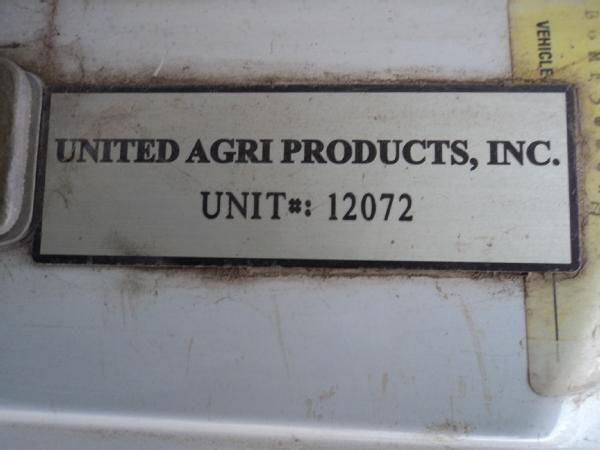 UNITED AGRI PRODUCTS, INC.
UNIT#: 12072
VEHICLE